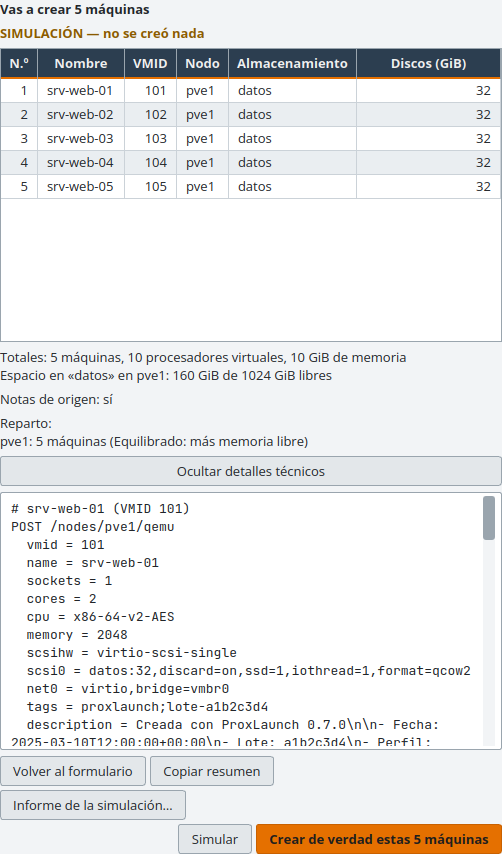 Vas a crear 5 máquinas
SIMULACIÓN — no se creó nada
N.º Nombre VMID Nodo Almacenamiento Discos (GiB)
1 srv-web-01 101 pve1 datos 32
2 srv-web-02 102 pve1 datos 32
3 srv-web-03 103 pve1 datos 32
4 srv-web-04 104 pve1 datos 32
5 srv-web-05 105 pve1 datos 32
Totales: 5 máquinas, 10 procesadores virtuales, 10 GiB de memoria
Espacio en «datos» en pve1: 160 GiB de 1024 GiB libres
Notas de origen: sí
Reparto:
pve1: 5 máquinas (Equilibrado: más memoria libre)
Ocultar detalles técnicos
# srv-web-01 (VMID 101)
POST /nodes/pve1/qemu
vmid = 101
name = srv-web-01
sockets = 1
cores = 2
cpu = x86-64-v2-AES
memory = 2048
scsihw = virtio-scsi-single
scsi0 = datos:32,discard=on,ssd=1,iothread=1,format=qcow2
net0 = virtio,bridge=vmbr0
tags = proxlaunch;lote-a1b2c3d4
description = Creada con ProxLaunch 0.7.0\n\n- Fecha:
2025-03-10T12:00:00+00:00\n- Lote: a1b2c3d4\n- Perfil:
Volver al formulario Copiar resumen
Informe de la simulación...
Simular Crear de verdad estas 5 máquinas